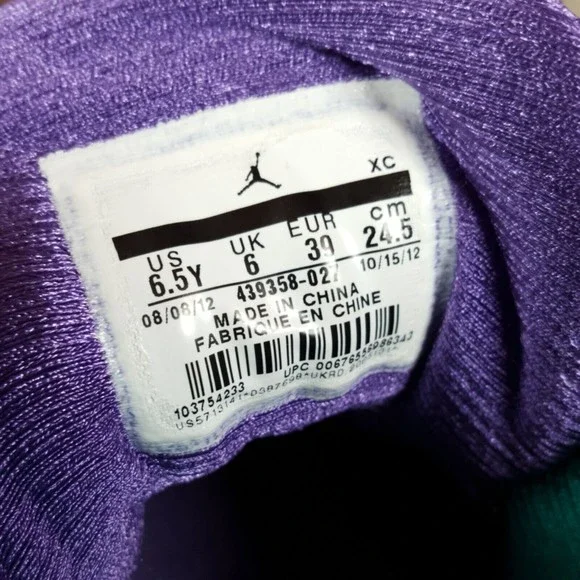 XC
US UK EUR cm
6.5Y 6 39 24.5
08/08/12 439358-027 10/15/12
MADE IN CHINA
FABRIQUE EN CHINE
UPC
103754233